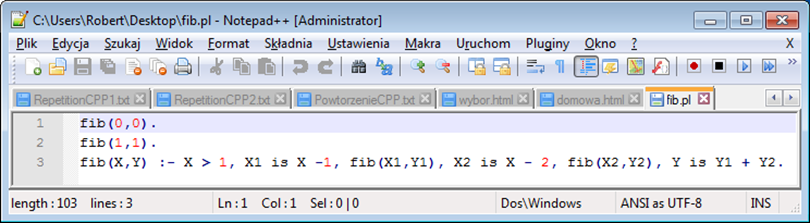 C:\Users\Robert\Desktop\fib.pl - Notepad++ [Administrator]
Plik Edycja Szukaj Widok Format Składnia Ustawienia Makra Uruchom Pluginy Okno ? X
RepetitionCPP1.txt RepetitionCPP2.txt PowtorzenieCPP.txt wybor.html domowa.html fib.pl
1 fib(0,0).
2 fib(1,1).
3 fib(X,Y) :- X > 1, X1 is X -1, fib(X1,Y1), X2 is X - 2, fib(X2,Y2), Y is Y1 + Y2.
length : 103 lines : 3 Ln : 1 Col : 1 Sel : 0 | 0 Dos\Windows ANSI as UTF-8 INS